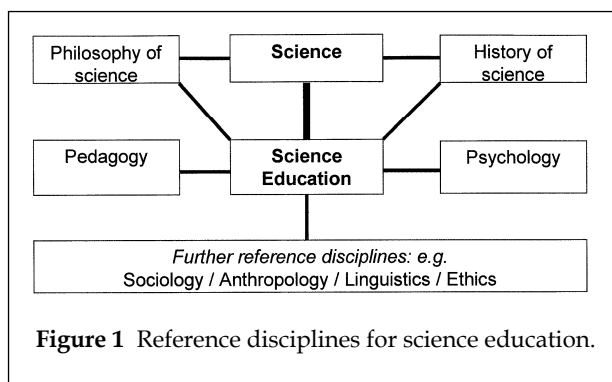 Philosophy of
science
Science
History of
science
Pedagogy
Science
Education
Psychology
Further reference disciplines: e.g.
Sociology / Anthropology / Linguistics / Ethics
Figure 1 Reference disciplines for science education.